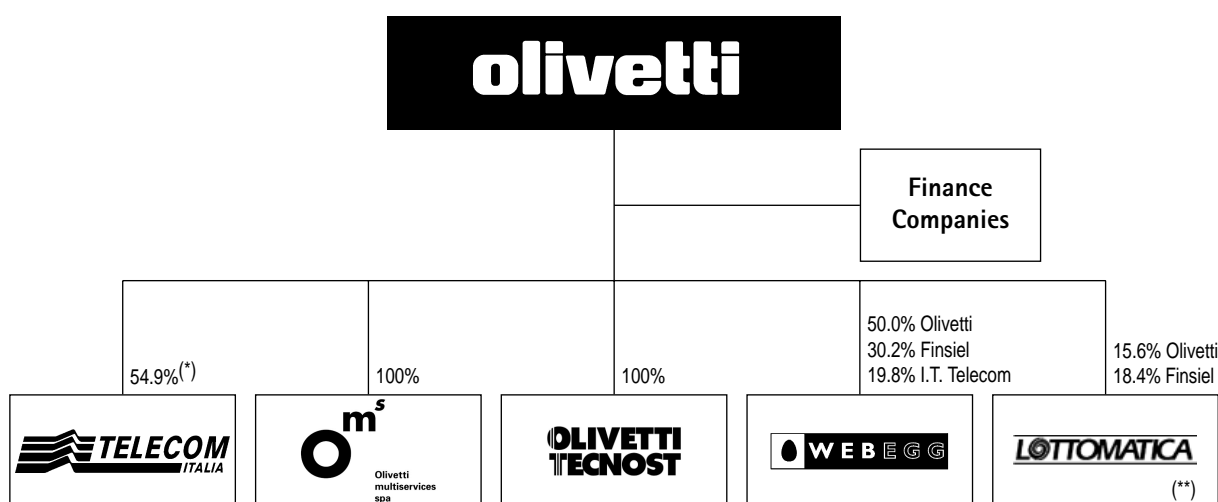 olivetti
Finance
Companies
54.9%(*)
100%
100%
50.0% Olivetti
30.2% Finsiel
19.8% I.T. Telecom
15.6% Olivetti
18.4% Finsiel
TELECOM
ITALIA
Oms
Olivetti
multiservices
spa
OLIVETTI
TECNOST
WEBEGG
LOTTOMATICA
(**)